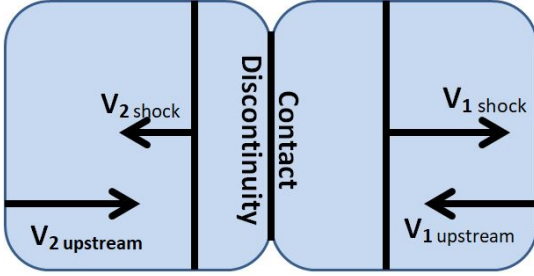 V2 shock
Contact
Discontinuity
V1 shock
V2 upstream
V1 upstream